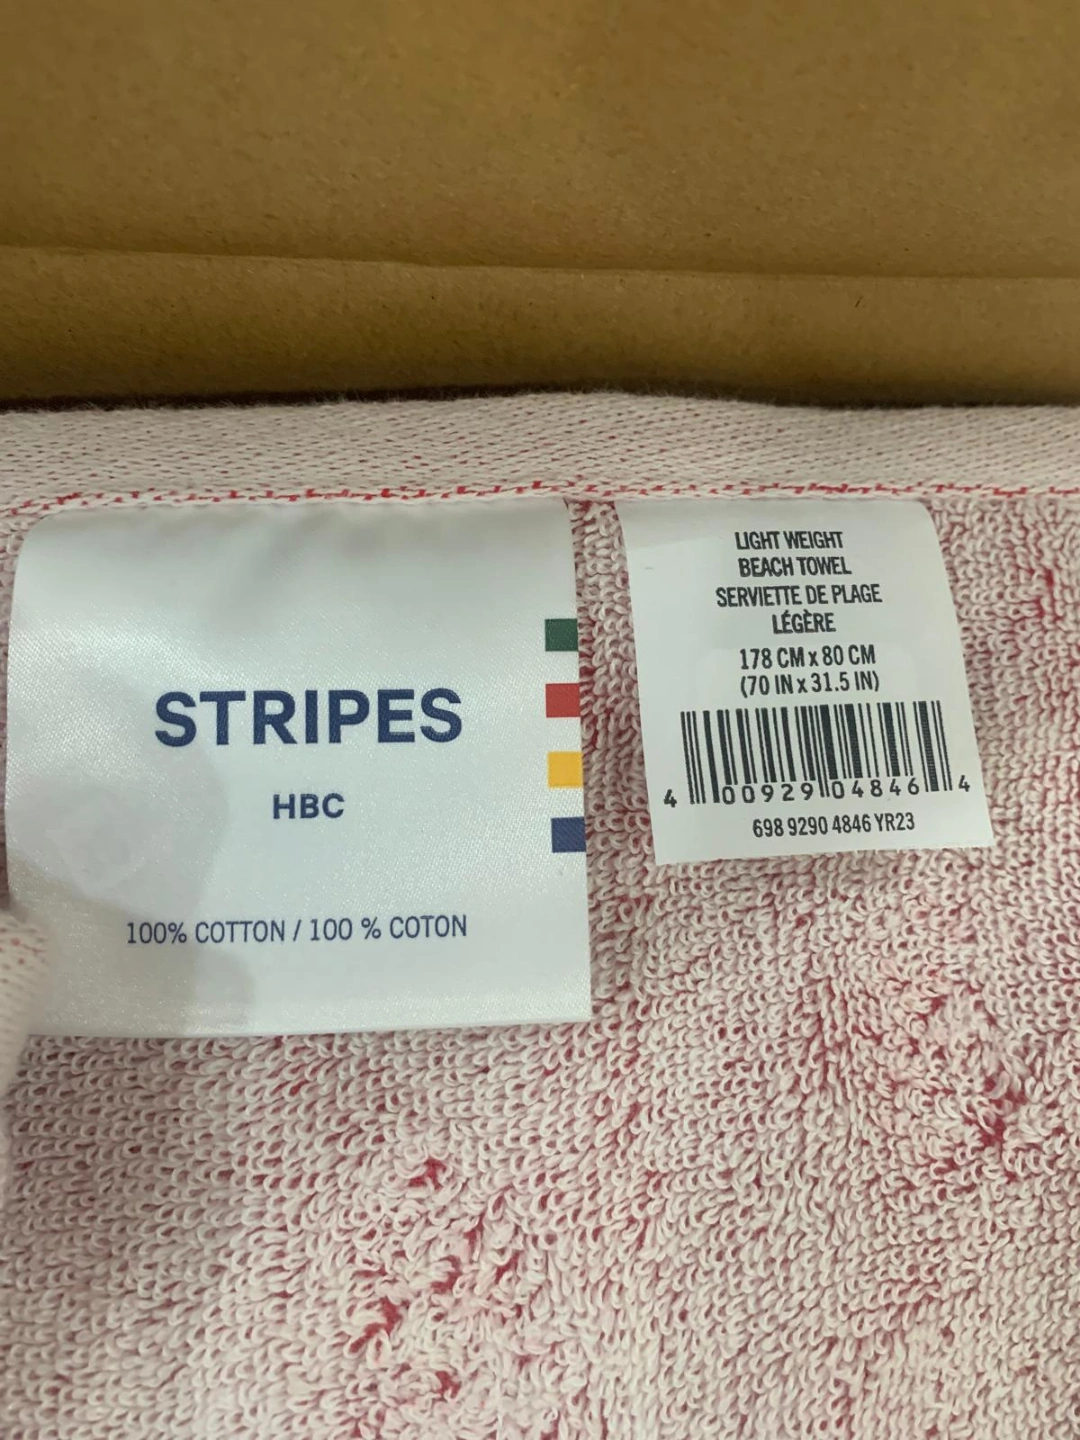 STRIPES
HBC
100% COTTON / 100 % COTON
LIGHT WEIGHT
BEACH TOWEL
SERVIETTE DE PLAGE
LÉGÈRE
178 CM x 80 CM
(70 IN x 31.5 IN)
4 00929 04846 4
698 9290 4846 YR23